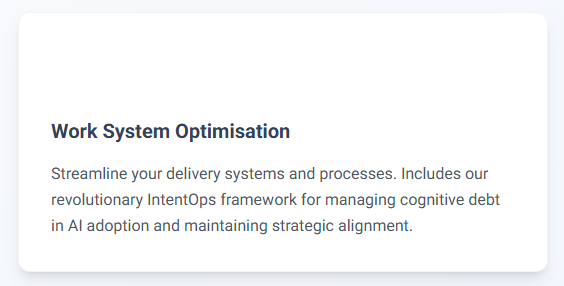 Work System Optimisation
Streamline your delivery systems and processes. Includes our
revolutionary IntentOps framework for managing cognitive debt
in AI adoption and maintaining strategic alignment.